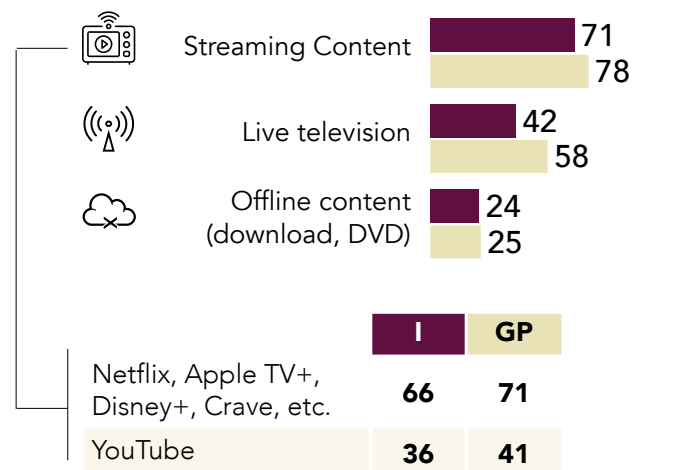 Streaming Content 71
78
Live television 42
58
Offline content 24
(download, DVD) 25
I GP
Netflix, Apple TV+,
Disney+, Crave, etc. 66 71
YouTube 36 41